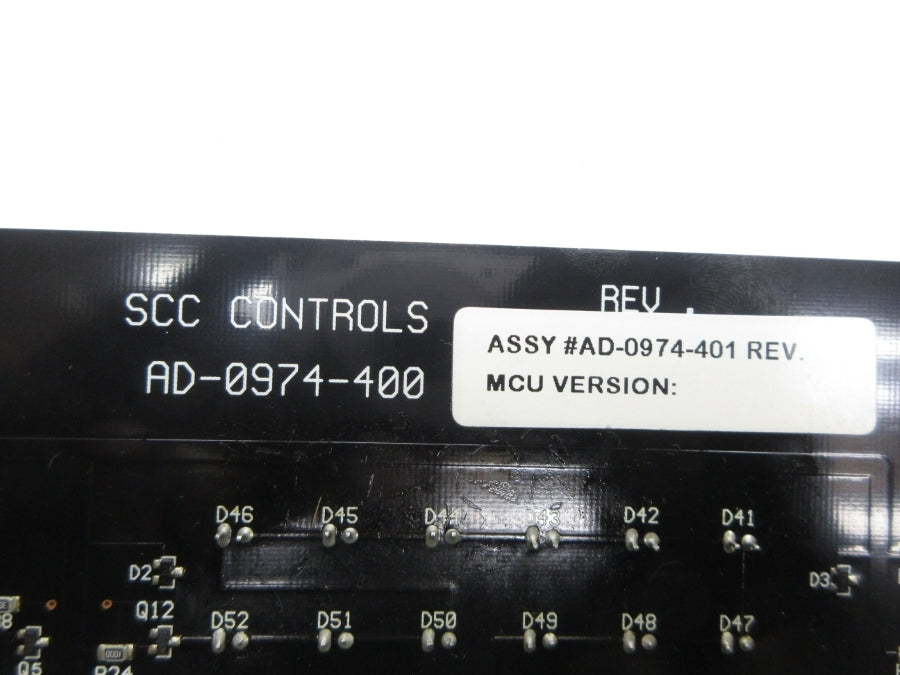 SCC CONTROLS
AD-0974-400
REV .
ASSY #AD-0974-401 REV.
MCU VERSION:
D46 D45 D44 D43 D42 D41
D2 D3
Q12
D52 D51 D50 D49 D48 D47
Q5 R24